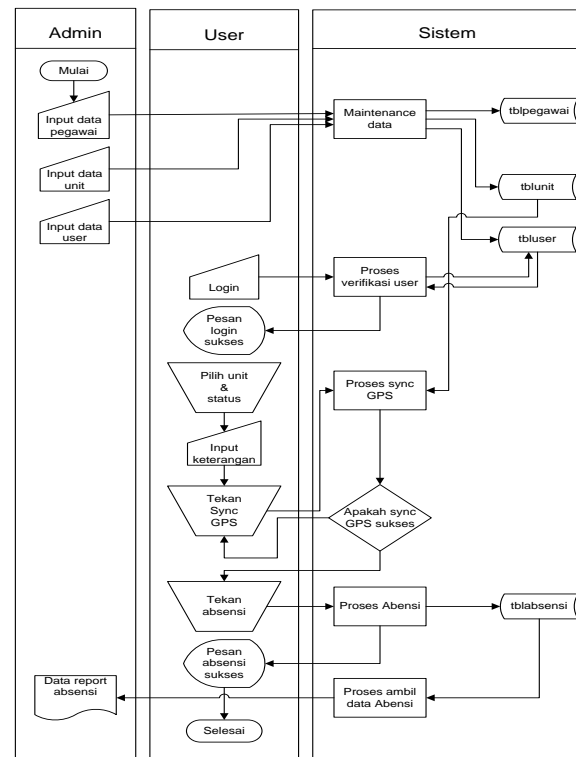 Admin
User
Sistem
Mulai
Input data
pegawai
Maintenance
data
tblpegawai
Input data
unit
tblunit
Input data
user
tbluser
Login
Proses
verifikasi user
Pesan
login
sukses
Pilih unit
&
status
Proses sync
GPS
Input
keterangan
Tekan
Sync
GPS
Apakah sync
GPS sukses
Tekan
absensi
Proses Abensi
tblabsensi
Pesan
absensi
sukses
Data report
absensi
Proses ambil
data Abensi
Selesai